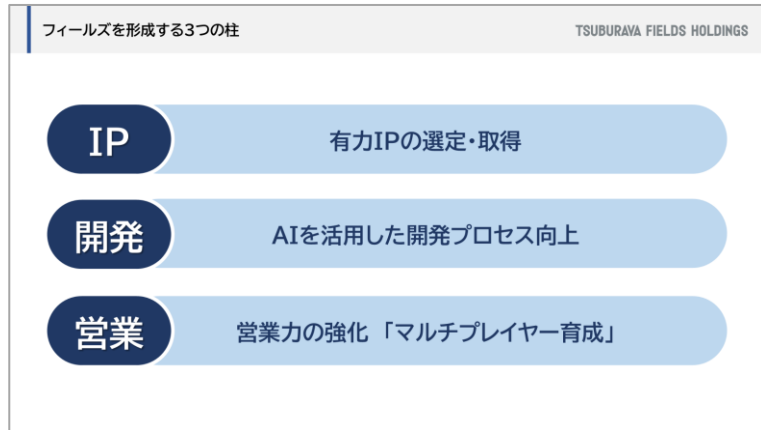 フィールズを形成する3つの柱
TSUBURAYA FIELDS HOLDINGS
IP
有力IPの選定・取得
開発
AIを活用した開発プロセス向上
営業
営業力の強化 「マルチプレイヤー育成」